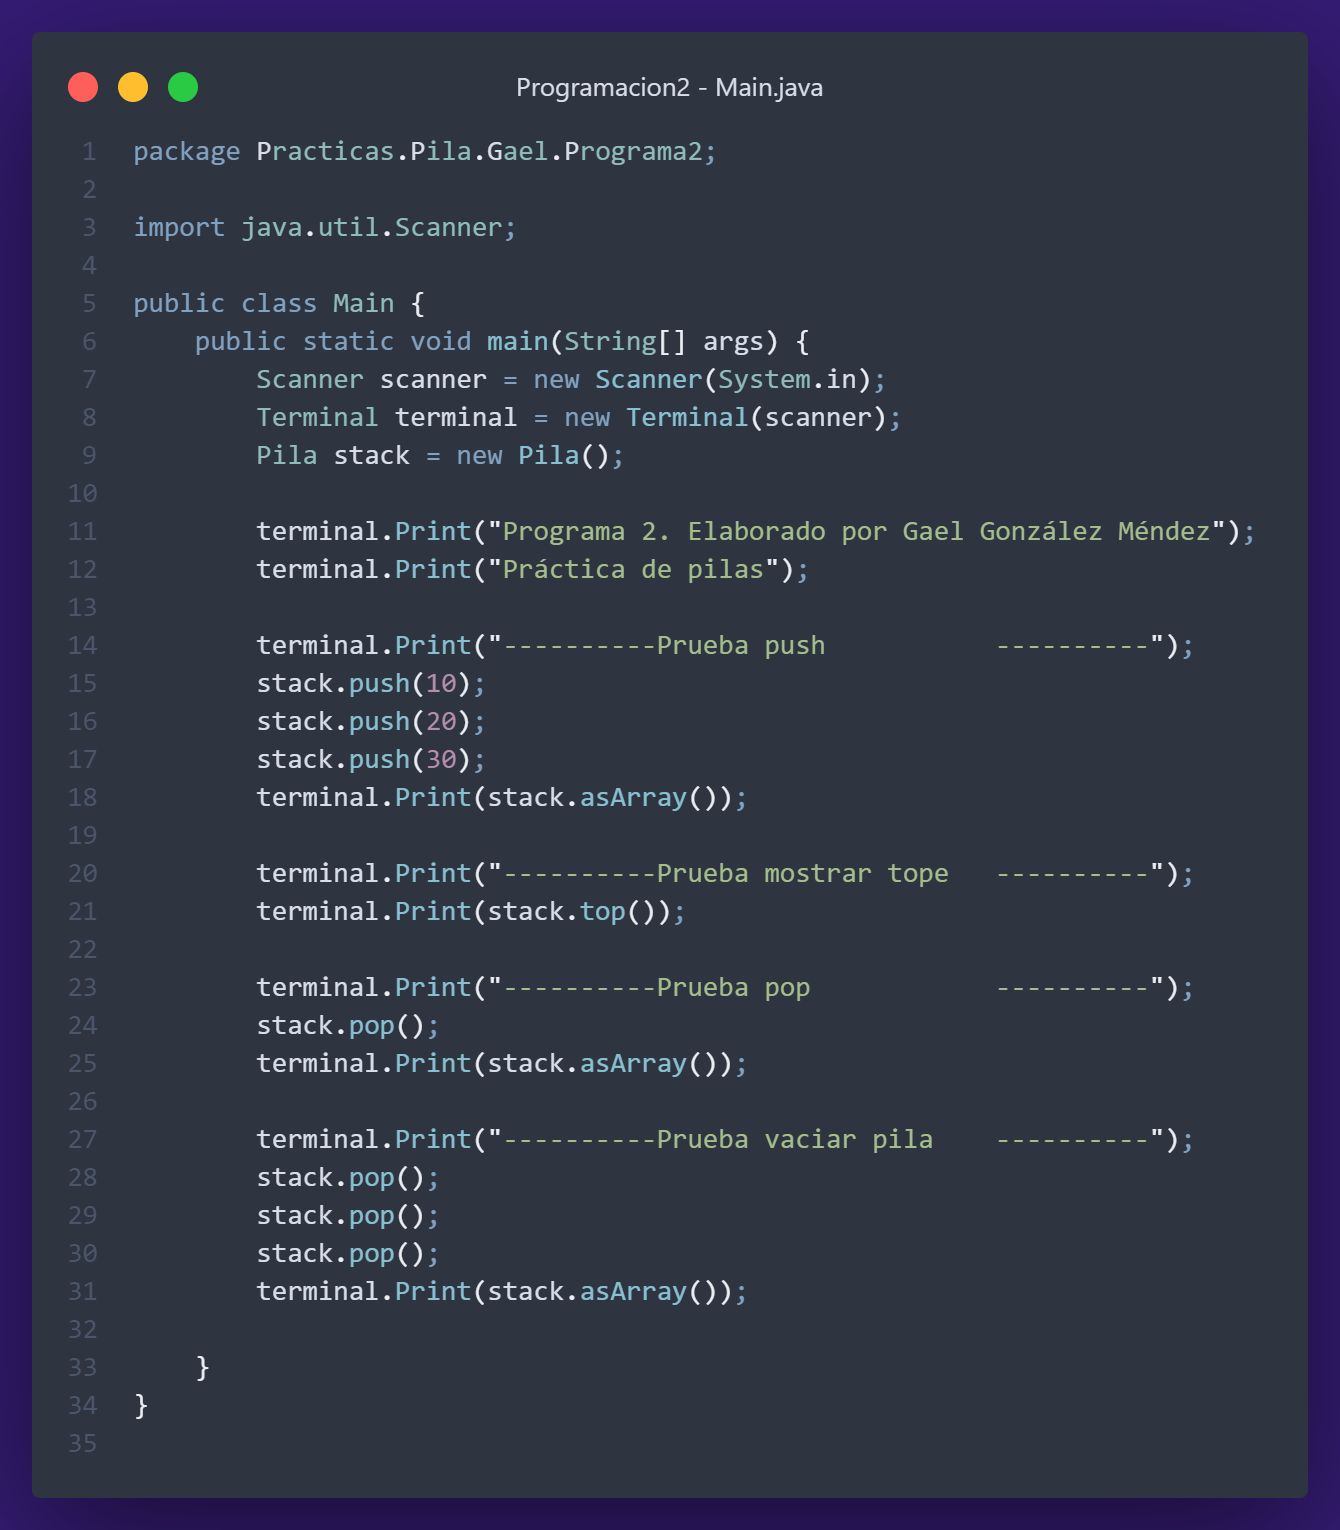 Programacion2 - Main.java
1 package Practicas.Pila.Gael.Programa2;
2
3 import java.util.Scanner;
4
5 public class Main {
6     public static void main(String[] args) {
7         Scanner scanner = new Scanner(System.in);
8         Terminal terminal = new Terminal(scanner);
9         Pila stack = new Pila();
10
11         terminal.Print("Programa 2. Elaborado por Gael González Méndez");
12         terminal.Print("Práctica de pilas");
13
14         terminal.Print("----------Prueba push           ----------");
15         stack.push(10);
16         stack.push(20);
17         stack.push(30);
18         terminal.Print(stack.asArray());
19
20         terminal.Print("----------Prueba mostrar tope   ----------");
21         terminal.Print(stack.top());
22
23         terminal.Print("----------Prueba pop            ----------");
24         stack.pop();
25         terminal.Print(stack.asArray());
26
27         terminal.Print("----------Prueba vaciar pila    ----------");
28         stack.pop();
29         stack.pop();
30         stack.pop();
31         terminal.Print(stack.asArray());
32
33     }
34 }
35